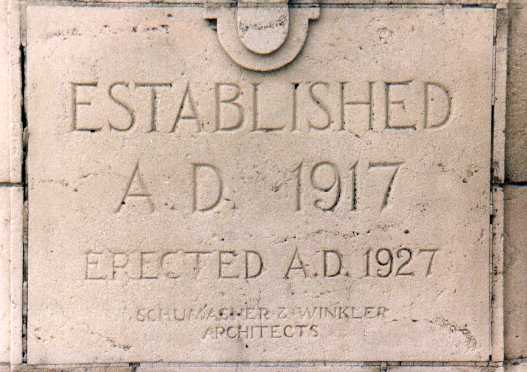 ESTABLISHED
A.D. 1917
ERECTED A.D. 1927
SCHUMACHER & WINKLER
ARCHITECTS